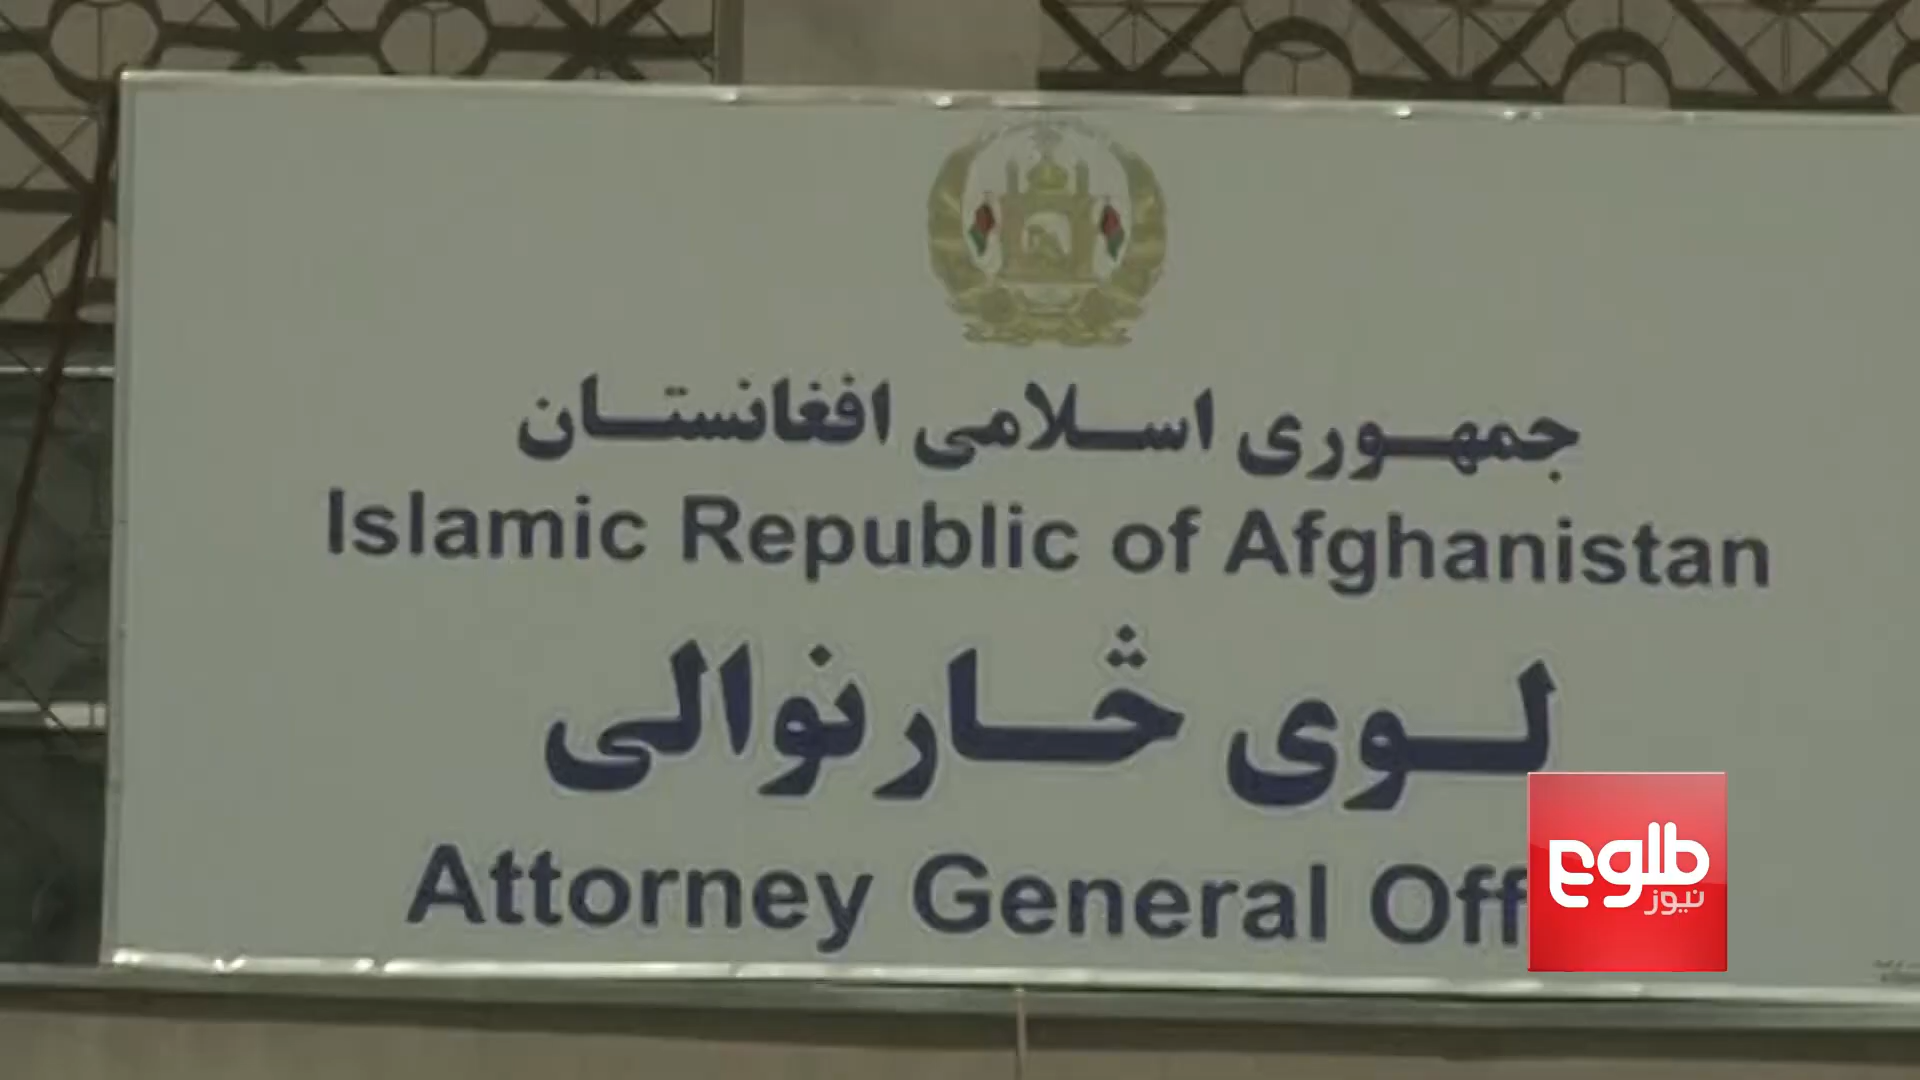 جمهوری اسلامی افغانستان
Islamic Republic of Afghanistan
لوی څارنوالی
Attorney General Off
طلوع
نیوز